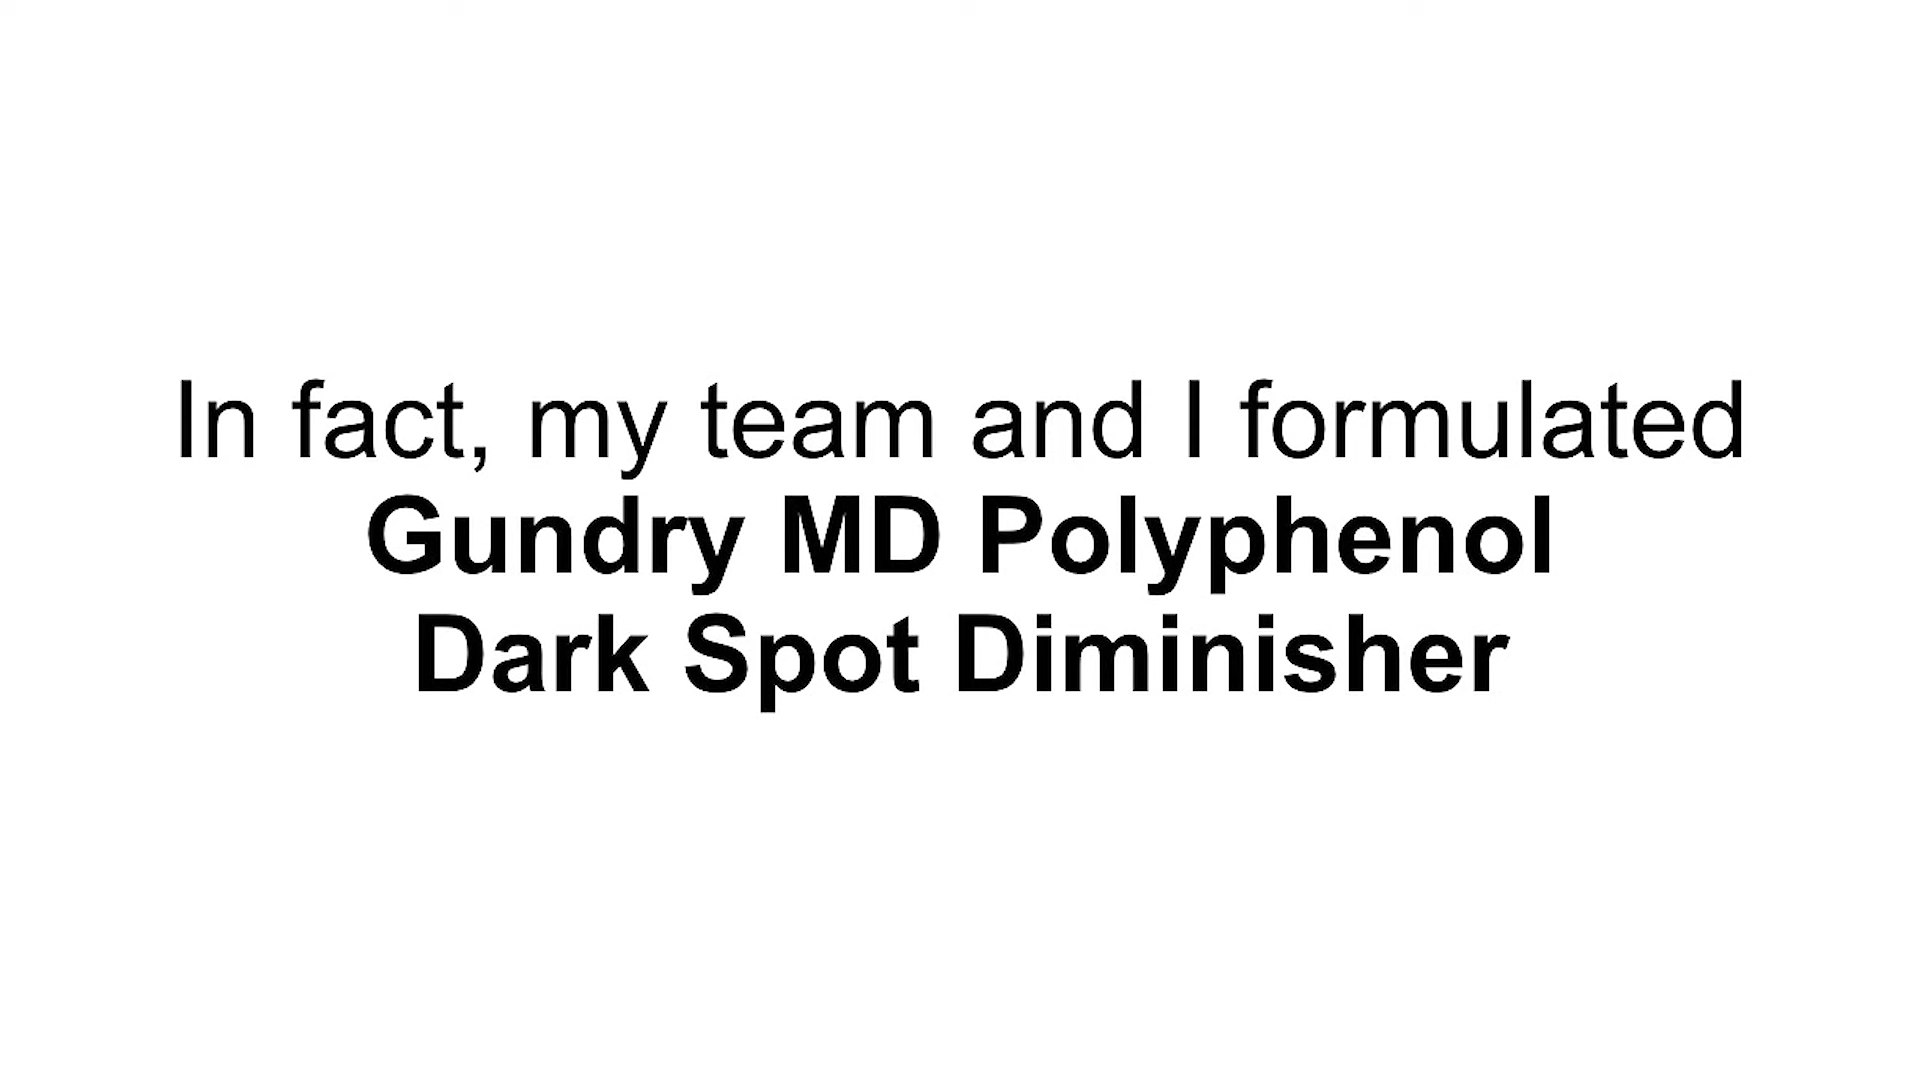 In fact, my team and I formulated
Gundry MD Polyphenol
Dark Spot Diminisher